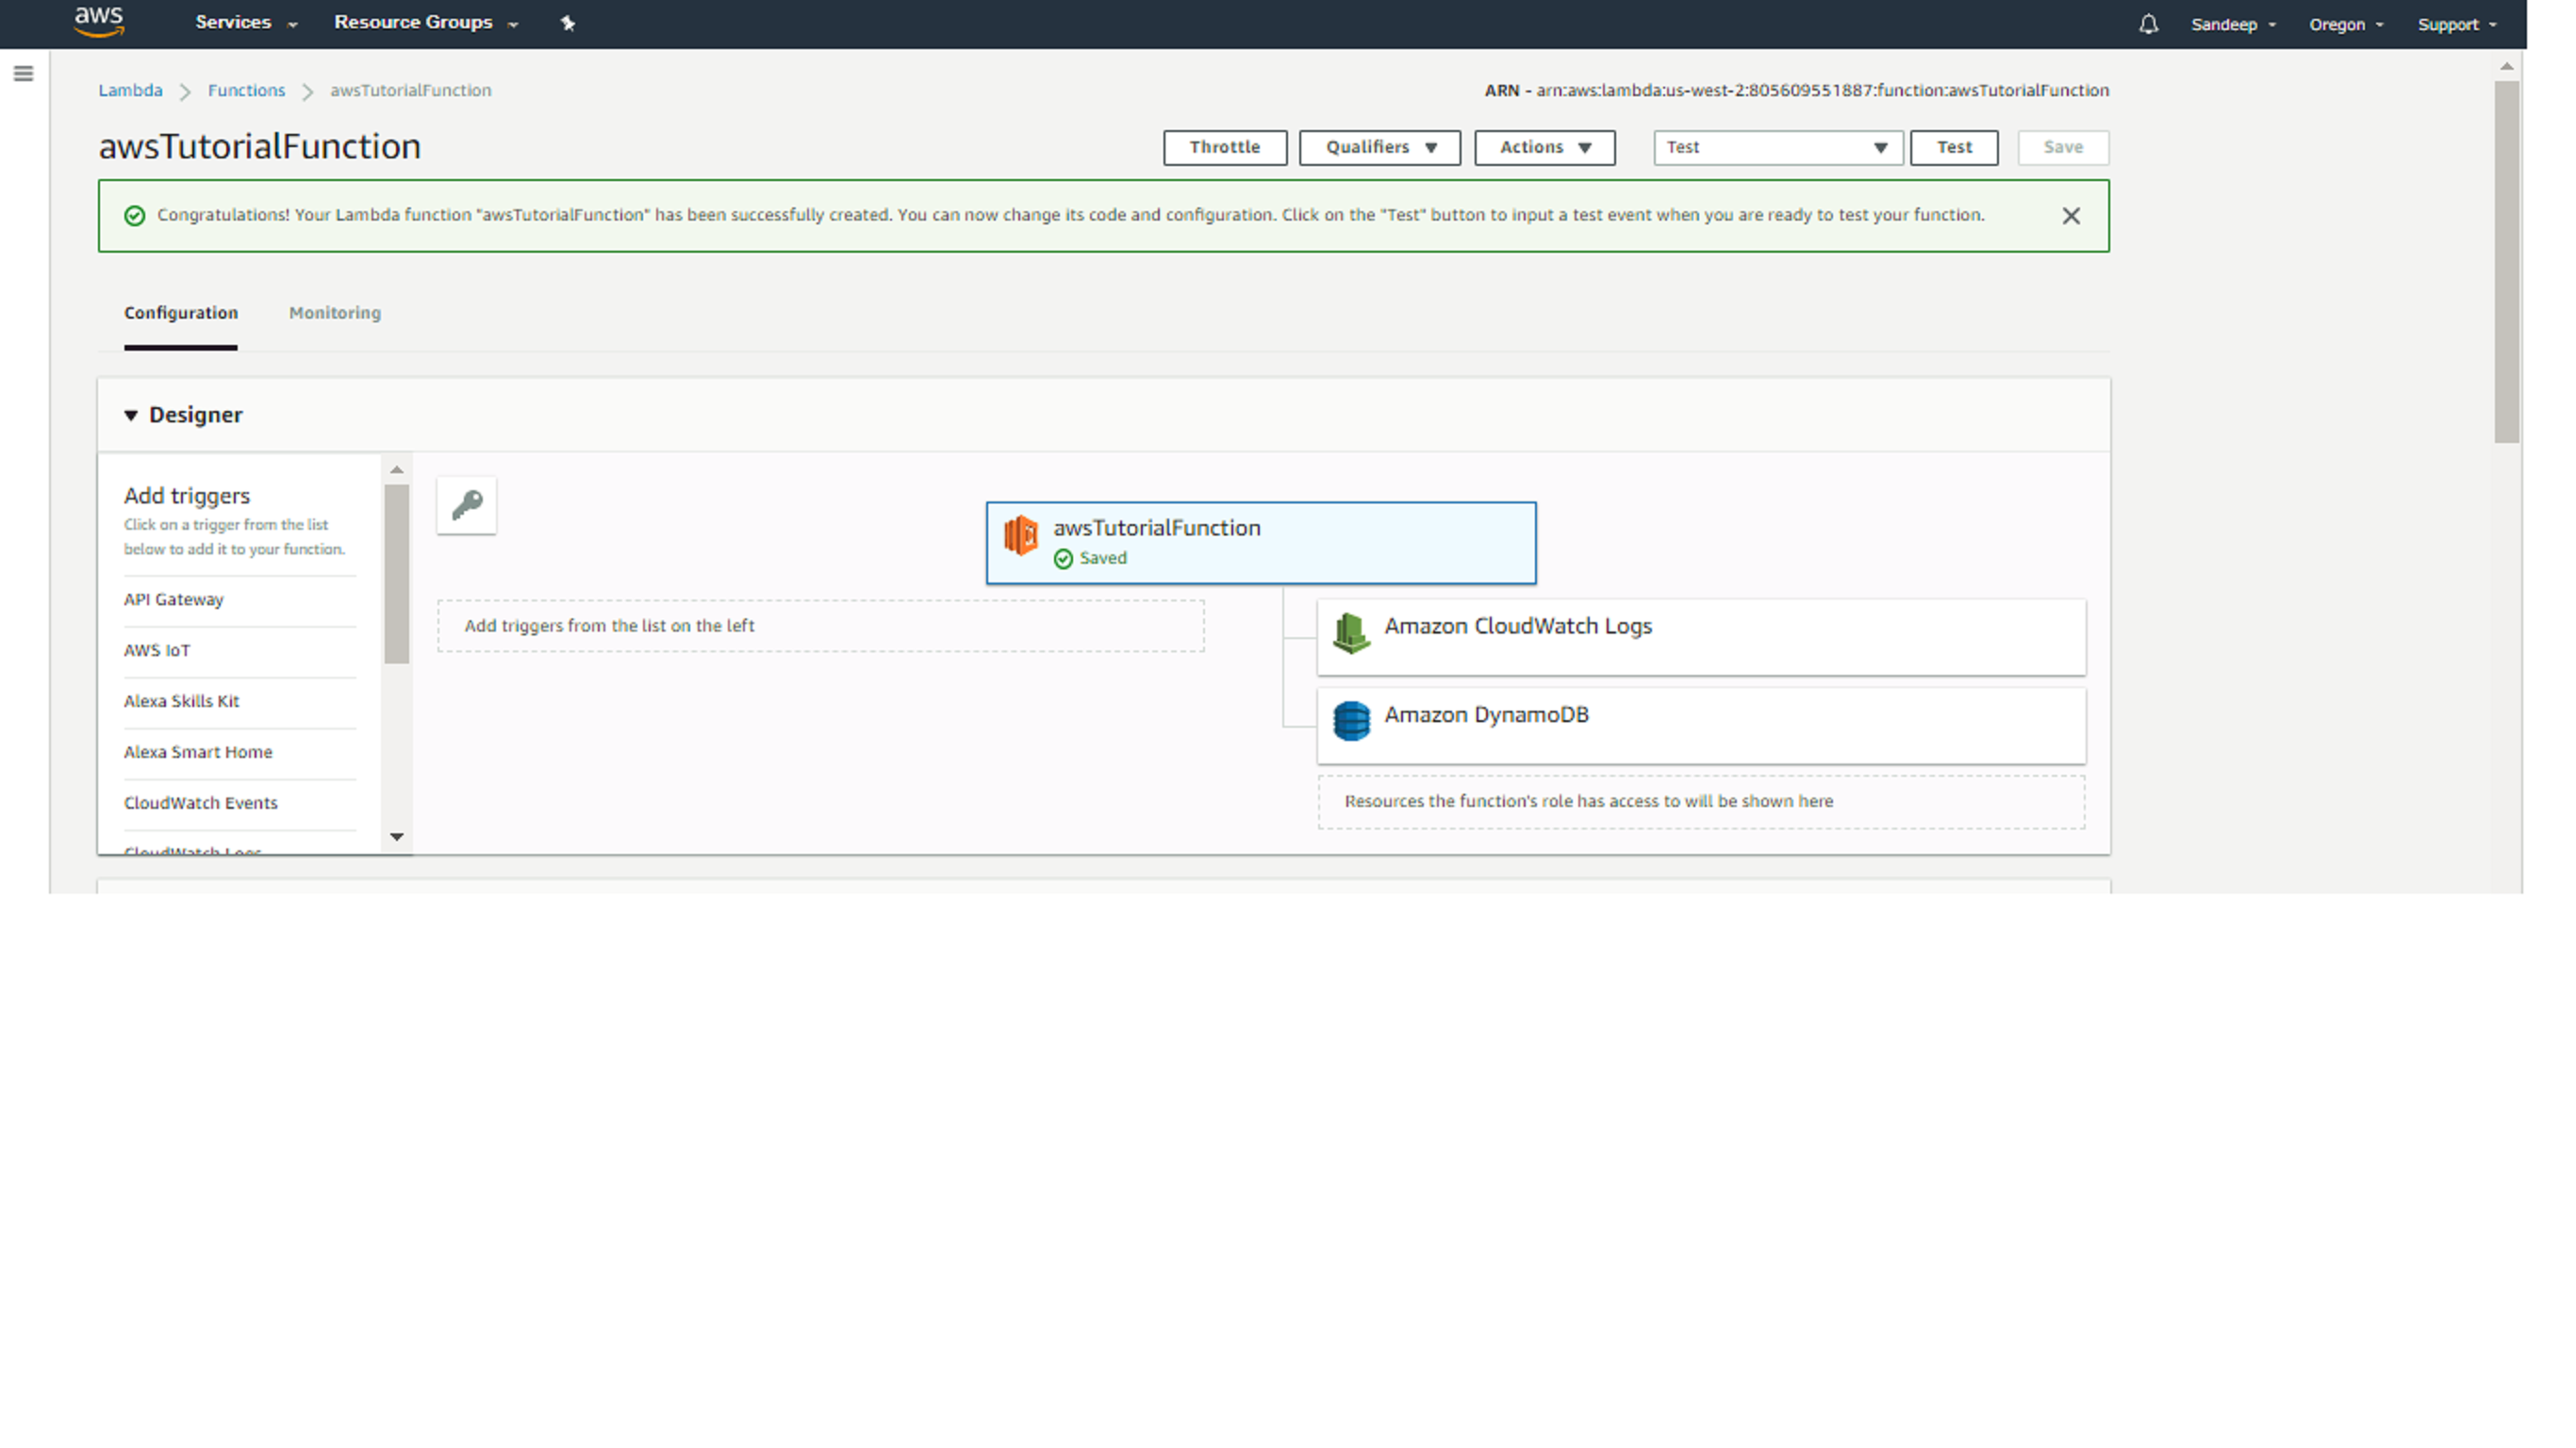 aws Services Resource Groups Sandeep Oregon Support
Lambda Functions awsTutorialFunction
ARN - arn:aws:lambda:us-west-2:805609551887:function:awsTutorialFunction
awsTutorialFunction
Throttle Qualifiers Actions Test Test Save
Congratulations! Your Lambda function "awsTutorialFunction" has been successfully created. You can now change its code and configuration. Click on the "Test" button to input a test event when you are ready to test your function.
Configuration Monitoring
Designer
Add triggers
Click on a trigger from the list
below to add it to your function.
API Gateway
AWS IoT
Alexa Skills Kit
Alexa Smart Home
CloudWatch Events
CloudWatch Logs
awsTutorialFunction
Saved
Add triggers from the list on the left
Amazon CloudWatch Logs
Amazon DynamoDB
Resources the function's role has access to will be shown here